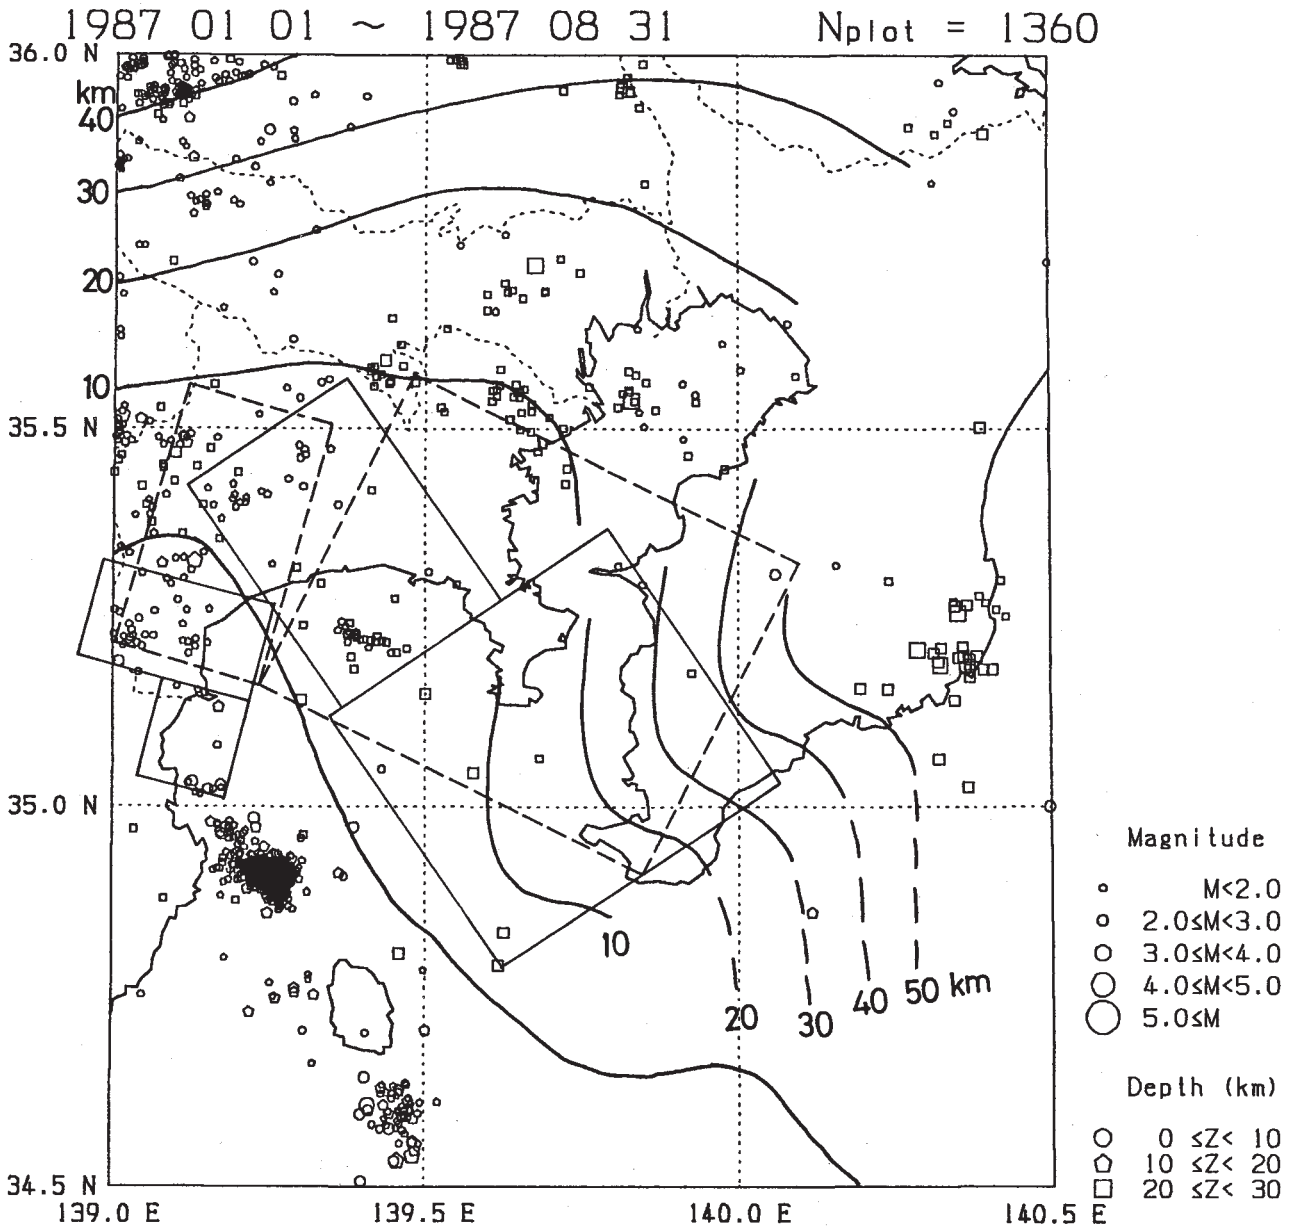 1987 01 01 ~ 1987 08 31 Nplot = 1360
36.0 N
km
40
30
20
10
35.5 N
35.0 N
10
20
30
40
50 km
34.5 N
139.0 E
139.5 E
140.0 E
140.5 E
Magnitude
M<2.0
2.0≤M<3.0
3.0≤M<4.0
4.0≤M<5.0
5.0≤M
Depth (km)
0 ≤Z< 10
10 ≤Z< 20
20 ≤Z< 30